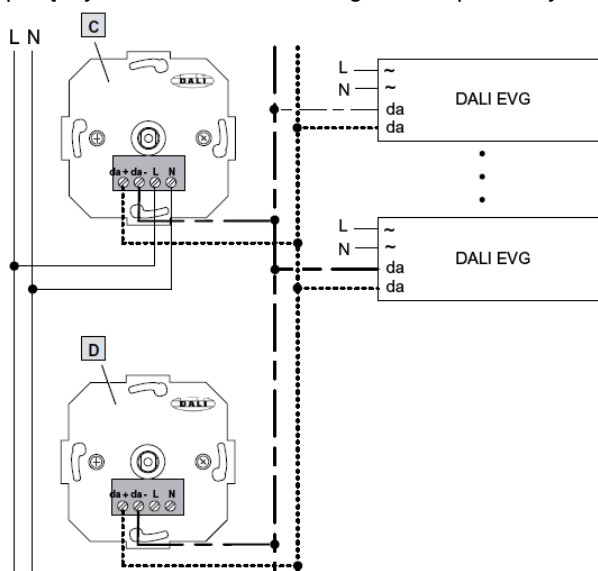 L N
C
DALI
da+ da- L N
L ~
N ~
da
da
DALI EVG
L ~
N ~
da
da
DALI EVG
D
DALI
da+ da- L N